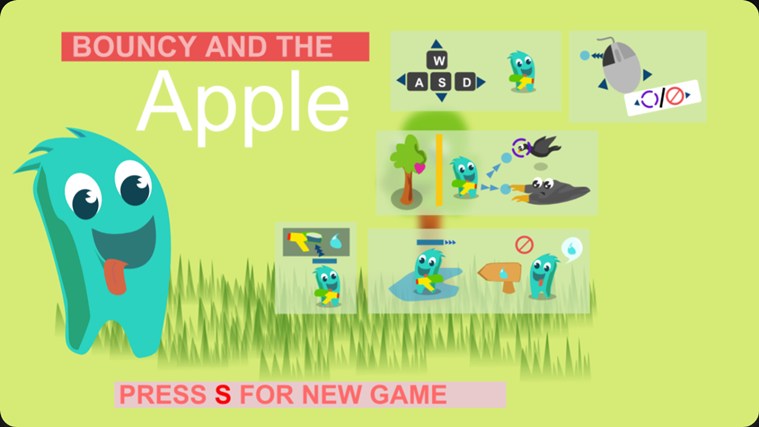 BOUNCY AND THE
Apple
W
A S D
PRESS S FOR NEW GAME